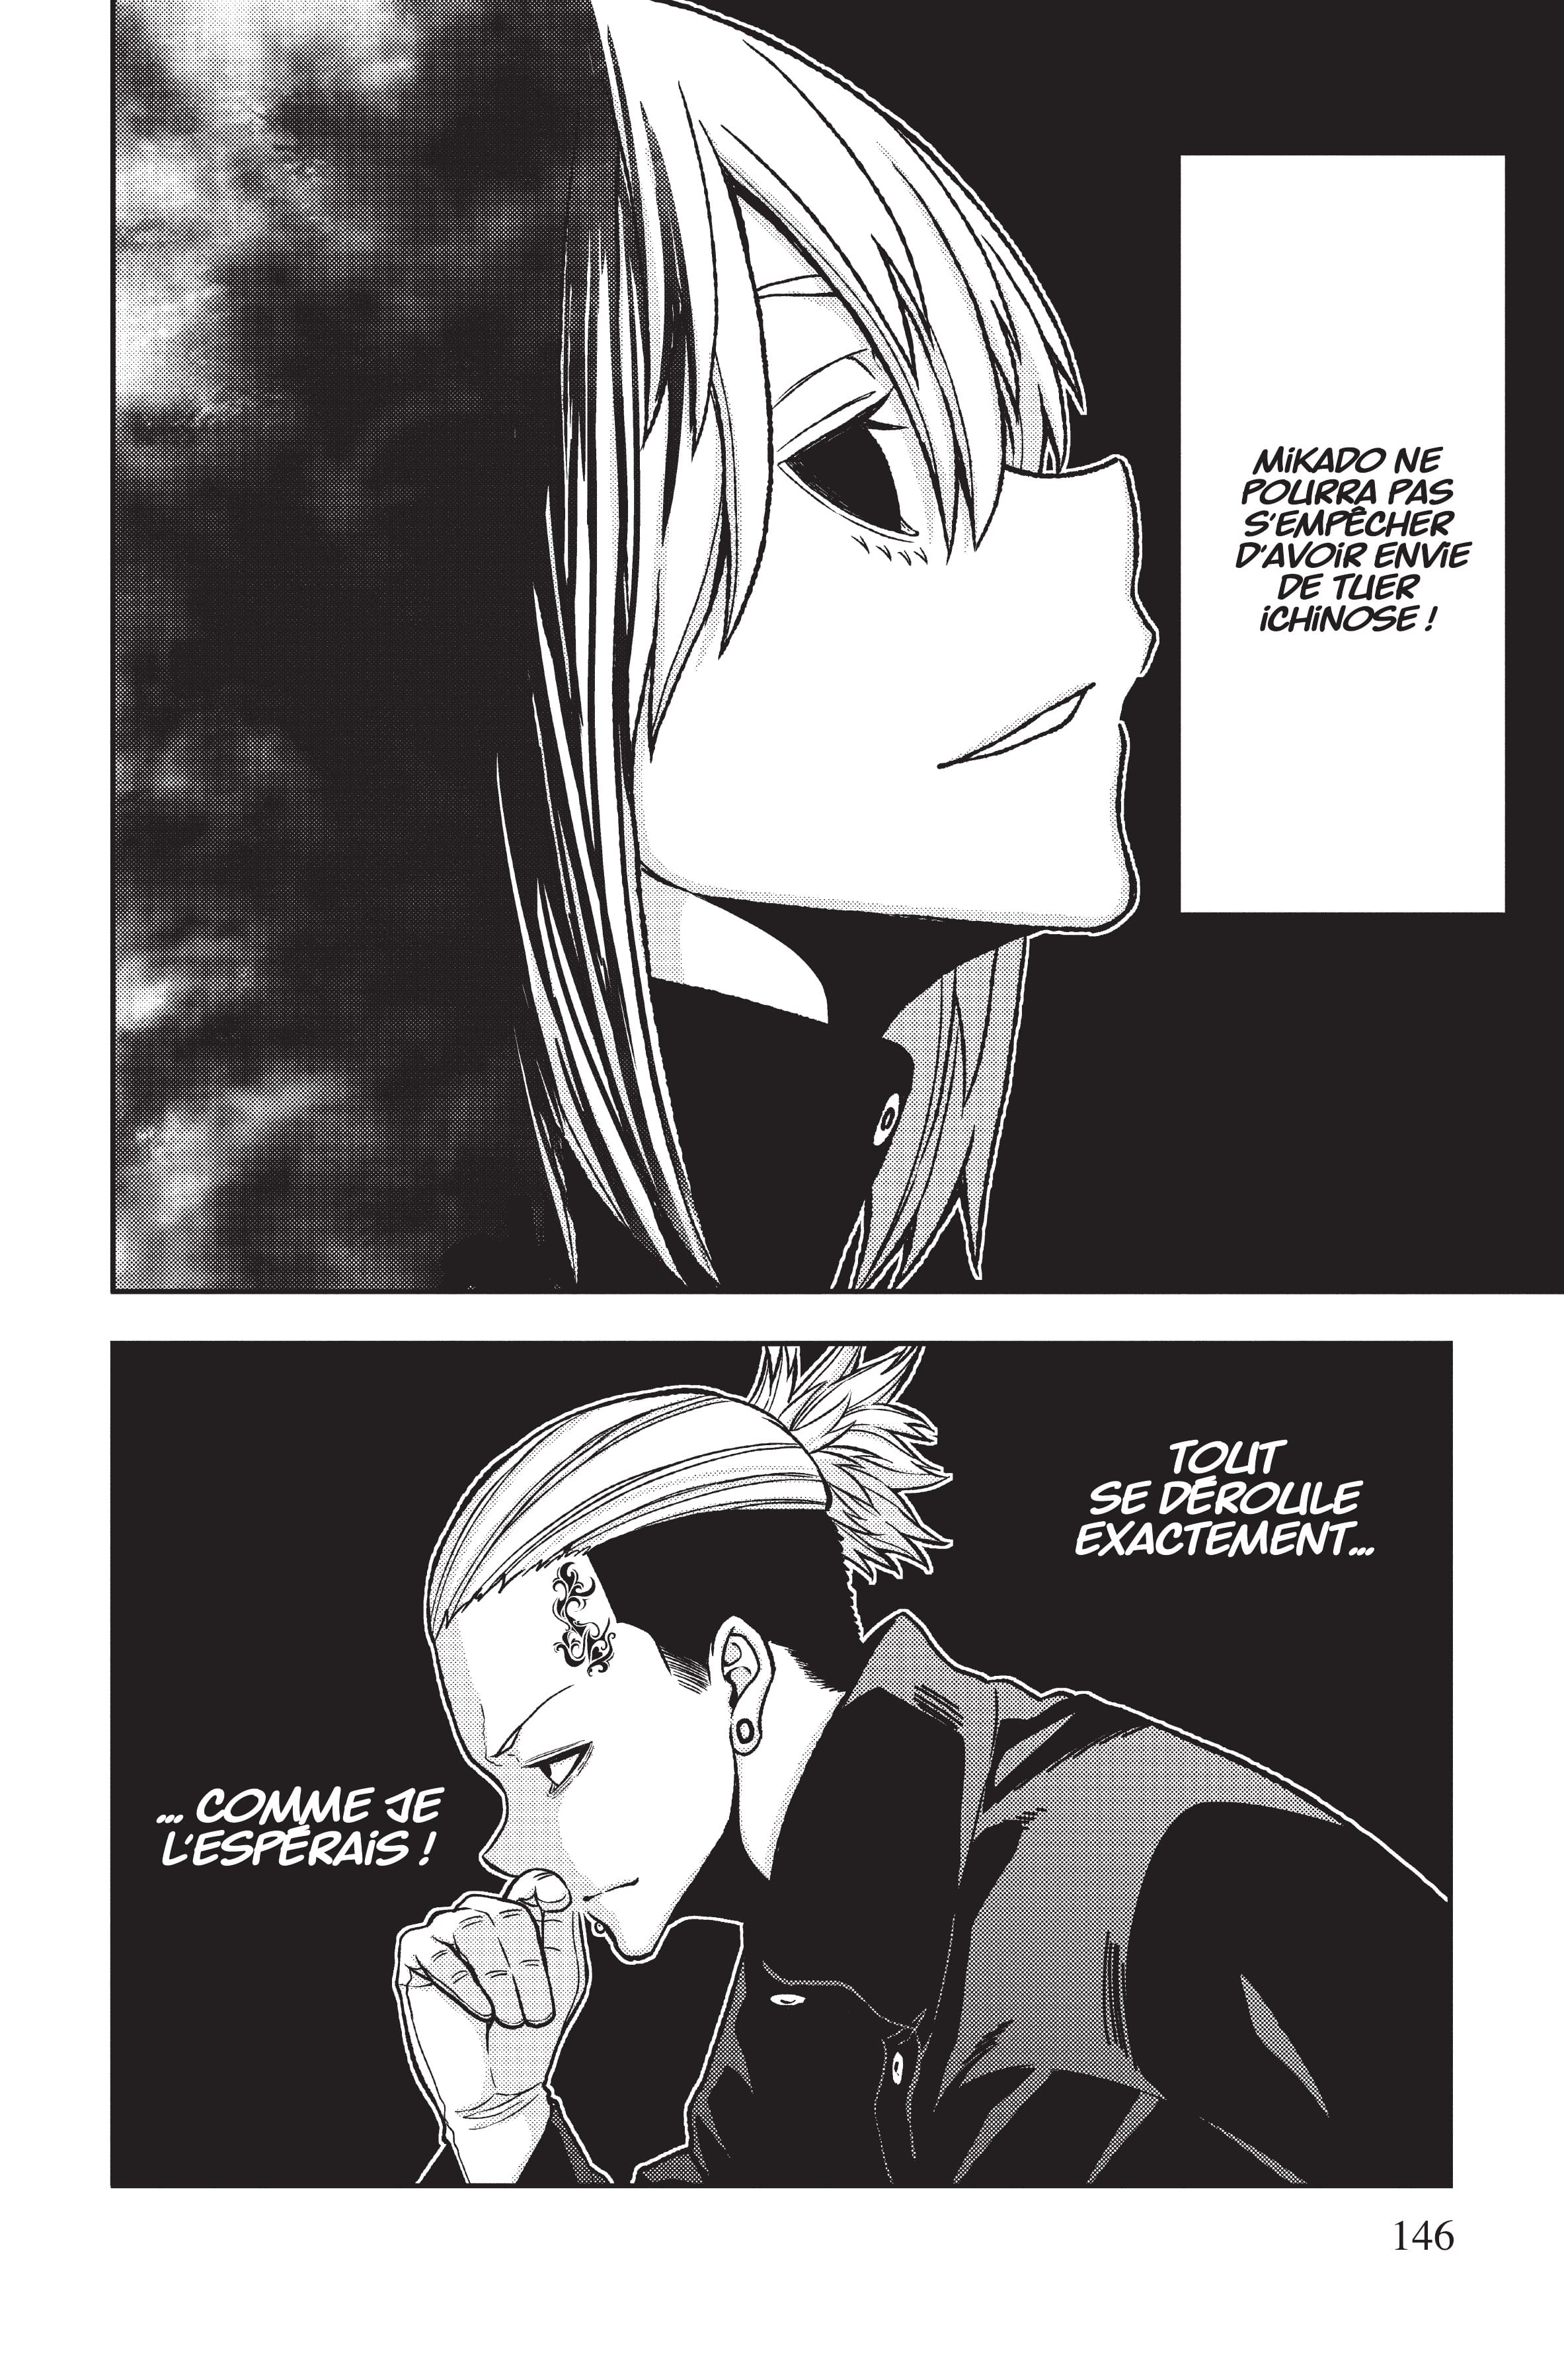 MIKADO NE
POURRA PAS
S'EMPÊCHER
D'AVOIR ENVIE
DE TUER
ICHINOSE !
TOUT
SE DÉROULE
EXACTEMENT...
... COMME JE
L'ESPÉRAIS !
146